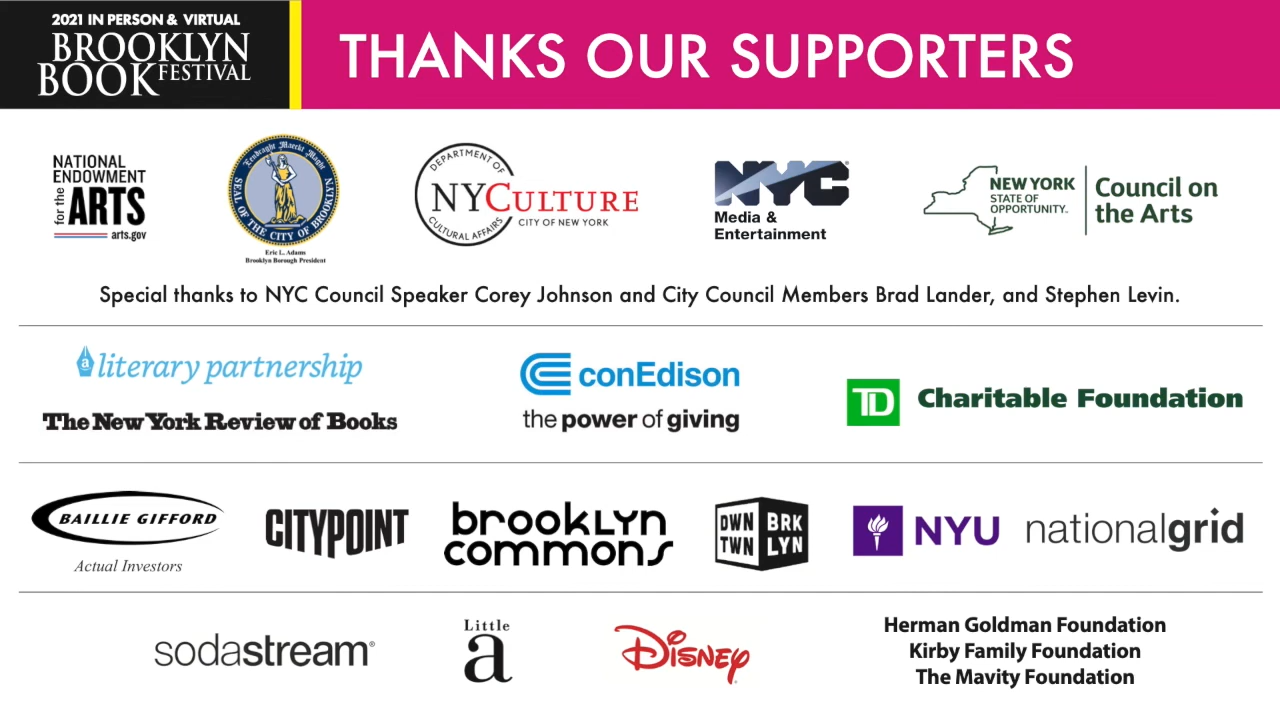 2021 IN PERSON & VIRTUAL
BROOKLYN
BOOK FESTIVAL
THANKS OUR SUPPORTERS
NATIONAL
ENDOWMENT
for the ARTS
arts.gov
Eendraght Maeckt Maght
SEAL OF THE CITY OF BROOKLYN
Eric L. Adams
Brooklyn Borough President
DEPARTMENT OF
NYCULTURE
CITY OF NEW YORK
CULTURAL AFFAIRS
NYC®
Media &
Entertainment
NEW YORK
STATE OF
OPPORTUNITY™
Council on
the Arts
Special thanks to NYC Council Speaker Corey Johnson and City Council Members Brad Lander, and Stephen Levin.
a literary partnership
The New York Review of Books
conEdison
the power of giving
TD Charitable Foundation
BAILLIE GIFFORD
Actual Investors
CITYPOINT
brooklyn
commons
DWN BRK
TWN LYN
NYU
nationalgrid
sodastream®
Little
a
Disney
Herman Goldman Foundation
Kirby Family Foundation
The Mavity Foundation